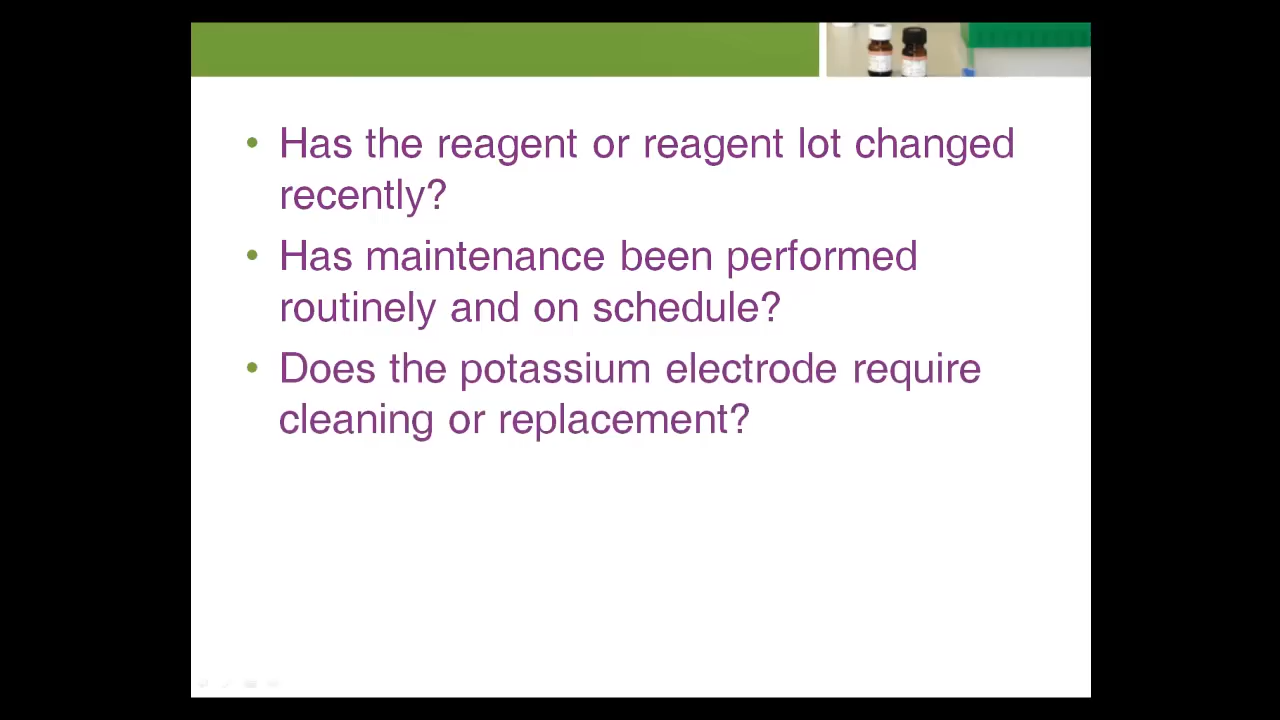 • Has the reagent or reagent lot changed
recently?
• Has maintenance been performed
routinely and on schedule?
• Does the potassium electrode require
cleaning or replacement?